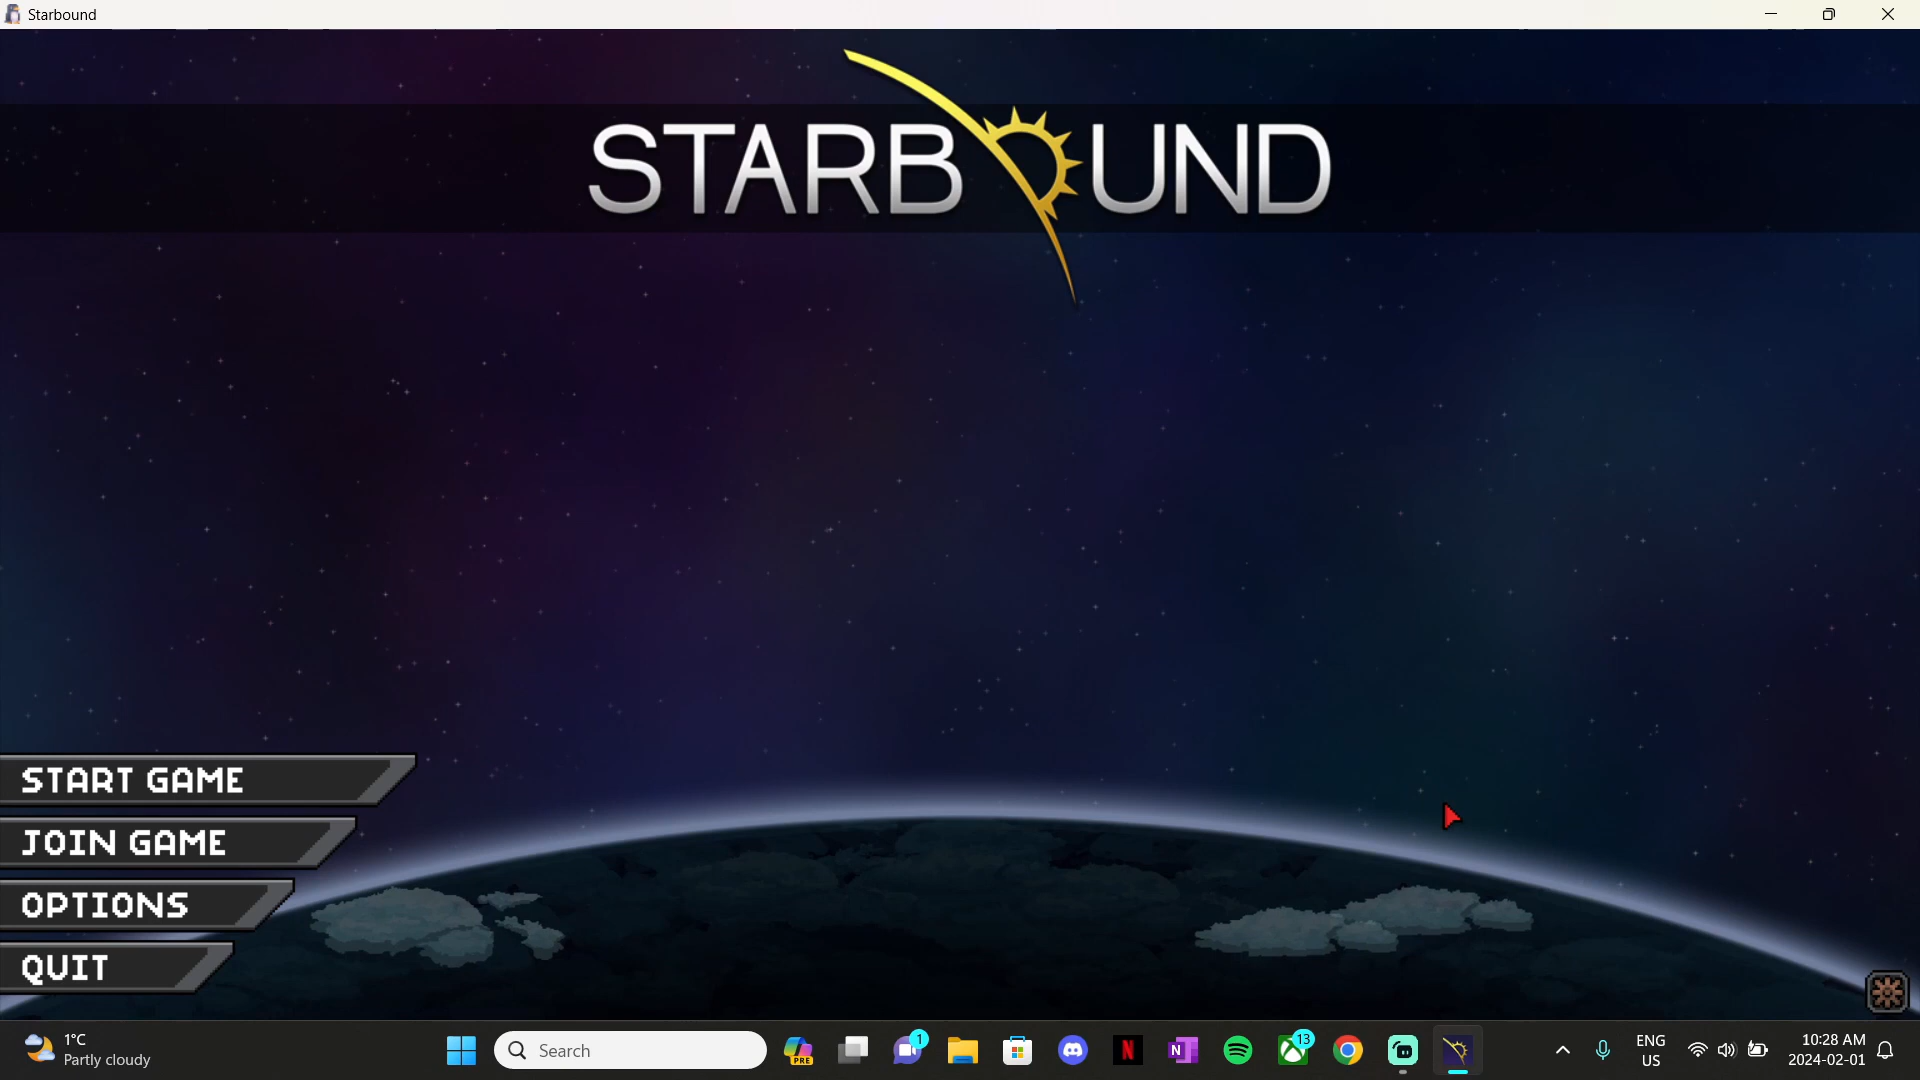 Starbound
STARBOUND
START GAME
JOIN GAME
OPTIONS
QUIT
1°C
Partly cloudy
Search
PRE
1
N
N
13
ENG
US
10:28 AM
2024-02-01